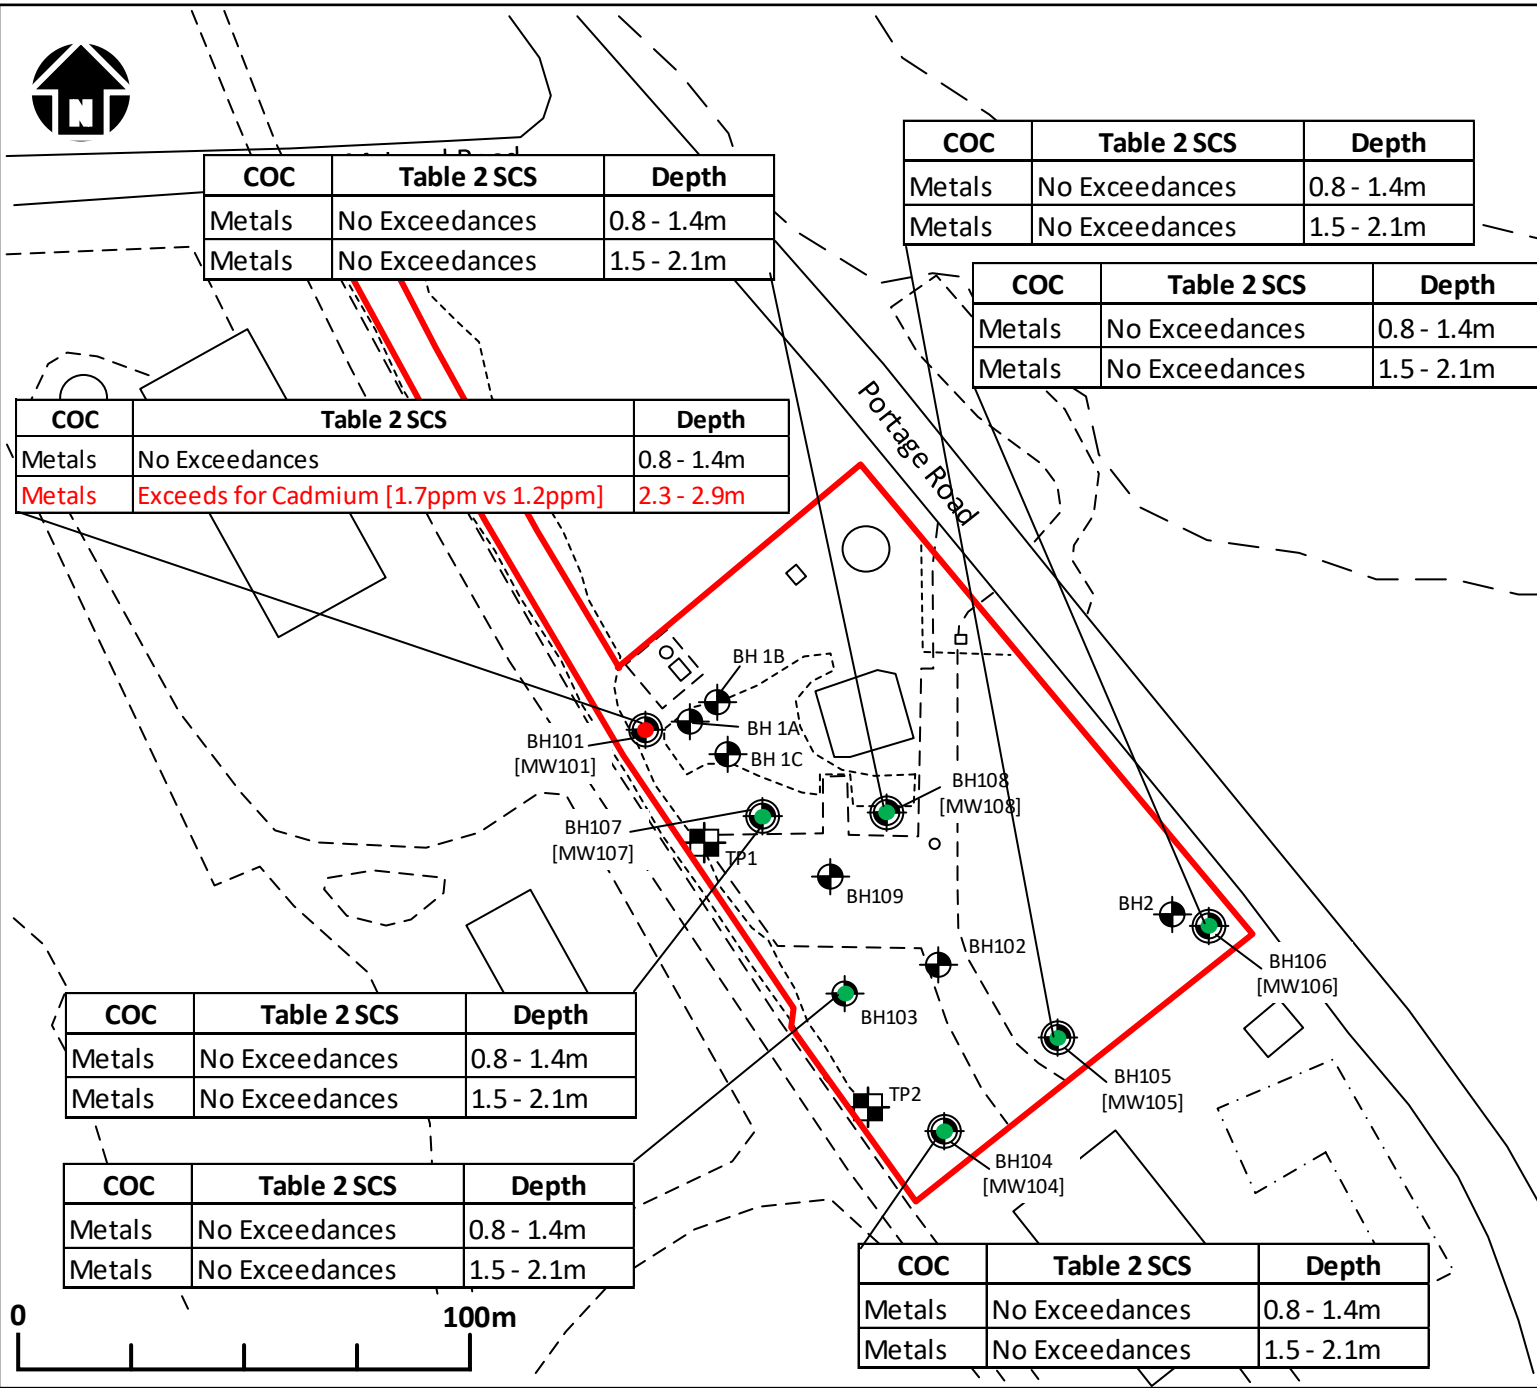 N
COC Table 2 SCS Depth
Metals No Exceedances 0.8 - 1.4m
Metals No Exceedances 1.5 - 2.1m
COC Table 2 SCS Depth
Metals No Exceedances 0.8 - 1.4m
Metals No Exceedances 1.5 - 2.1m
COC Table 2 SCS Depth
Metals No Exceedances 0.8 - 1.4m
Metals No Exceedances 1.5 - 2.1m
COC Table 2 SCS Depth
Metals No Exceedances 0.8 - 1.4m
Metals Exceeds for Cadmium [1.7ppm vs 1.2ppm] 2.3 - 2.9m
Portage Road
BH 1B
BH 1A
BH 1C
BH101
[MW101]
BH108
[MW108]
BH107
[MW107]
TP1
BH109
BH2
BH102
BH106
[MW106]
BH103
BH105
[MW105]
TP2
BH104
[MW104]
COC Table 2 SCS Depth
Metals No Exceedances 0.8 - 1.4m
Metals No Exceedances 1.5 - 2.1m
COC Table 2 SCS Depth
Metals No Exceedances 0.8 - 1.4m
Metals No Exceedances 1.5 - 2.1m
COC Table 2 SCS Depth
Metals No Exceedances 0.8 - 1.4m
Metals No Exceedances 1.5 - 2.1m
0 100m